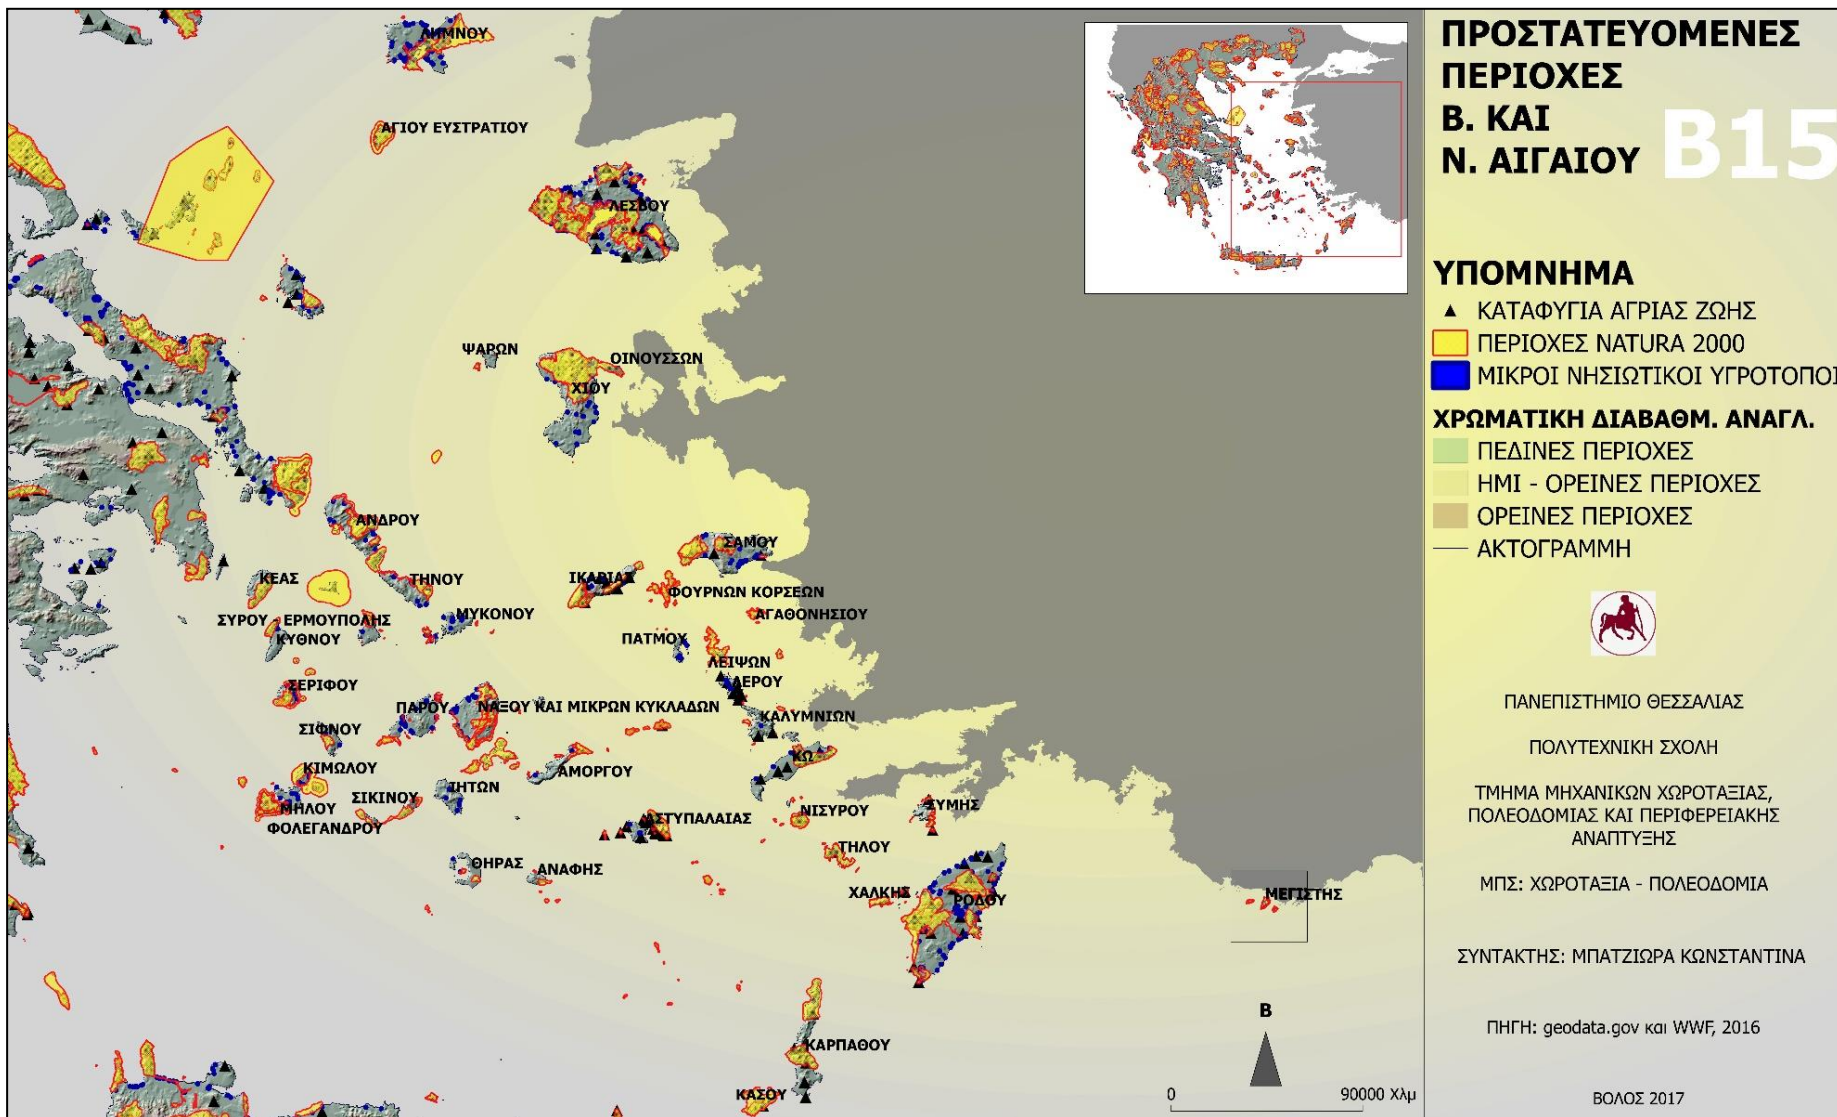 ΠΡΟΣΤΑΤΕΥΟΜΕΝΕΣ
ΠΕΡΙΟΧΕΣ
Β. ΚΑΙ
Ν. ΑΙΓΑΙΟΥ
B15
ΥΠΟΜΝΗΜΑ
ΚΑΤΑΦΥΓΙΑ ΑΓΡΙΑΣ ΖΩΗΣ
ΠΕΡΙΟΧΕΣ NATURA 2000
ΜΙΚΡΟΙ ΝΗΣΙΩΤΙΚΟΙ ΥΓΡΟΤΟΠΟΙ
ΧΡΩΜΑΤΙΚΗ ΔΙΑΒΑΘΜ. ΑΝΑΓΛ.
ΠΕΔΙΝΕΣ ΠΕΡΙΟΧΕΣ
ΗΜΙ - ΟΡΕΙΝΕΣ ΠΕΡΙΟΧΕΣ
ΟΡΕΙΝΕΣ ΠΕΡΙΟΧΕΣ
ΑΚΤΟΓΡΑΜΜΗ
ΠΑΝΕΠΙΣΤΗΜΙΟ ΘΕΣΣΑΛΙΑΣ
ΠΟΛΥΤΕΧΝΙΚΗ ΣΧΟΛΗ
ΤΜΗΜΑ ΜΗΧΑΝΙΚΩΝ ΧΩΡΟΤΑΞΙΑΣ,
ΠΟΛΕΟΔΟΜΙΑΣ ΚΑΙ ΠΕΡΙΦΕΡΕΙΑΚΗΣ
ΑΝΑΠΤΥΞΗΣ
ΜΠΣ: ΧΩΡΟΤΑΞΙΑ - ΠΟΛΕΟΔΟΜΙΑ
ΣΥΝΤΑΚΤΗΣ: ΜΠΑΤΖΙΩΡΑ ΚΩΝΣΤΑΝΤΙΝΑ
ΠΗΓΗ: geodata.gov και WWF, 2016
ΒΟΛΟΣ 2017
ΛΗΜΝΟΥ
ΑΓΙΟΥ ΕΥΣΤΡΑΤΙΟΥ
ΛΕΣΒΟΥ
ΨΑΡΩΝ
ΟΙΝΟΥΣΣΩΝ
ΧΙΟΥ
ΑΝΔΡΟΥ
ΣΑΜΟΥ
ΚΕΑΣ
ΤΗΝΟΥ
ΙΚΑΡΙΑΣ
ΦΟΥΡΝΩΝ ΚΟΡΣΕΩΝ
ΣΥΡΟΥ ΕΡΜΟΥΠΟΛΗΣ
ΜΥΚΟΝΟΥ
ΑΓΑΘΟΝΗΣΙΟΥ
ΚΥΘΝΟΥ
ΠΑΤΜΟΥ
ΛΕΙΨΩΝ
ΛΕΡΟΥ
ΣΕΡΙΦΟΥ
ΠΑΡΟΥ
ΝΑΞΟΥ ΚΑΙ ΜΙΚΡΩΝ ΚΥΚΛΑΔΩΝ
ΚΑΛΥΜΝΙΩΝ
ΣΙΦΝΟΥ
ΚΩ
ΚΙΜΩΛΟΥ
ΑΜΟΡΓΟΥ
ΙΗΤΩΝ
ΣΙΚΙΝΟΥ
ΜΗΛΟΥ
ΦΟΛΕΓΑΝΔΡΟΥ
ΑΣΤΥΠΑΛΑΙΑΣ
ΝΙΣΥΡΟΥ
ΣΥΜΗΣ
ΤΗΛΟΥ
ΘΗΡΑΣ
ΑΝΑΦΗΣ
ΧΑΛΚΗΣ
ΡΟΔΟΥ
ΜΕΓΙΣΤΗΣ
ΚΑΡΠΑΘΟΥ
ΚΑΣΟΥ
Β
0 90000 Χλμ